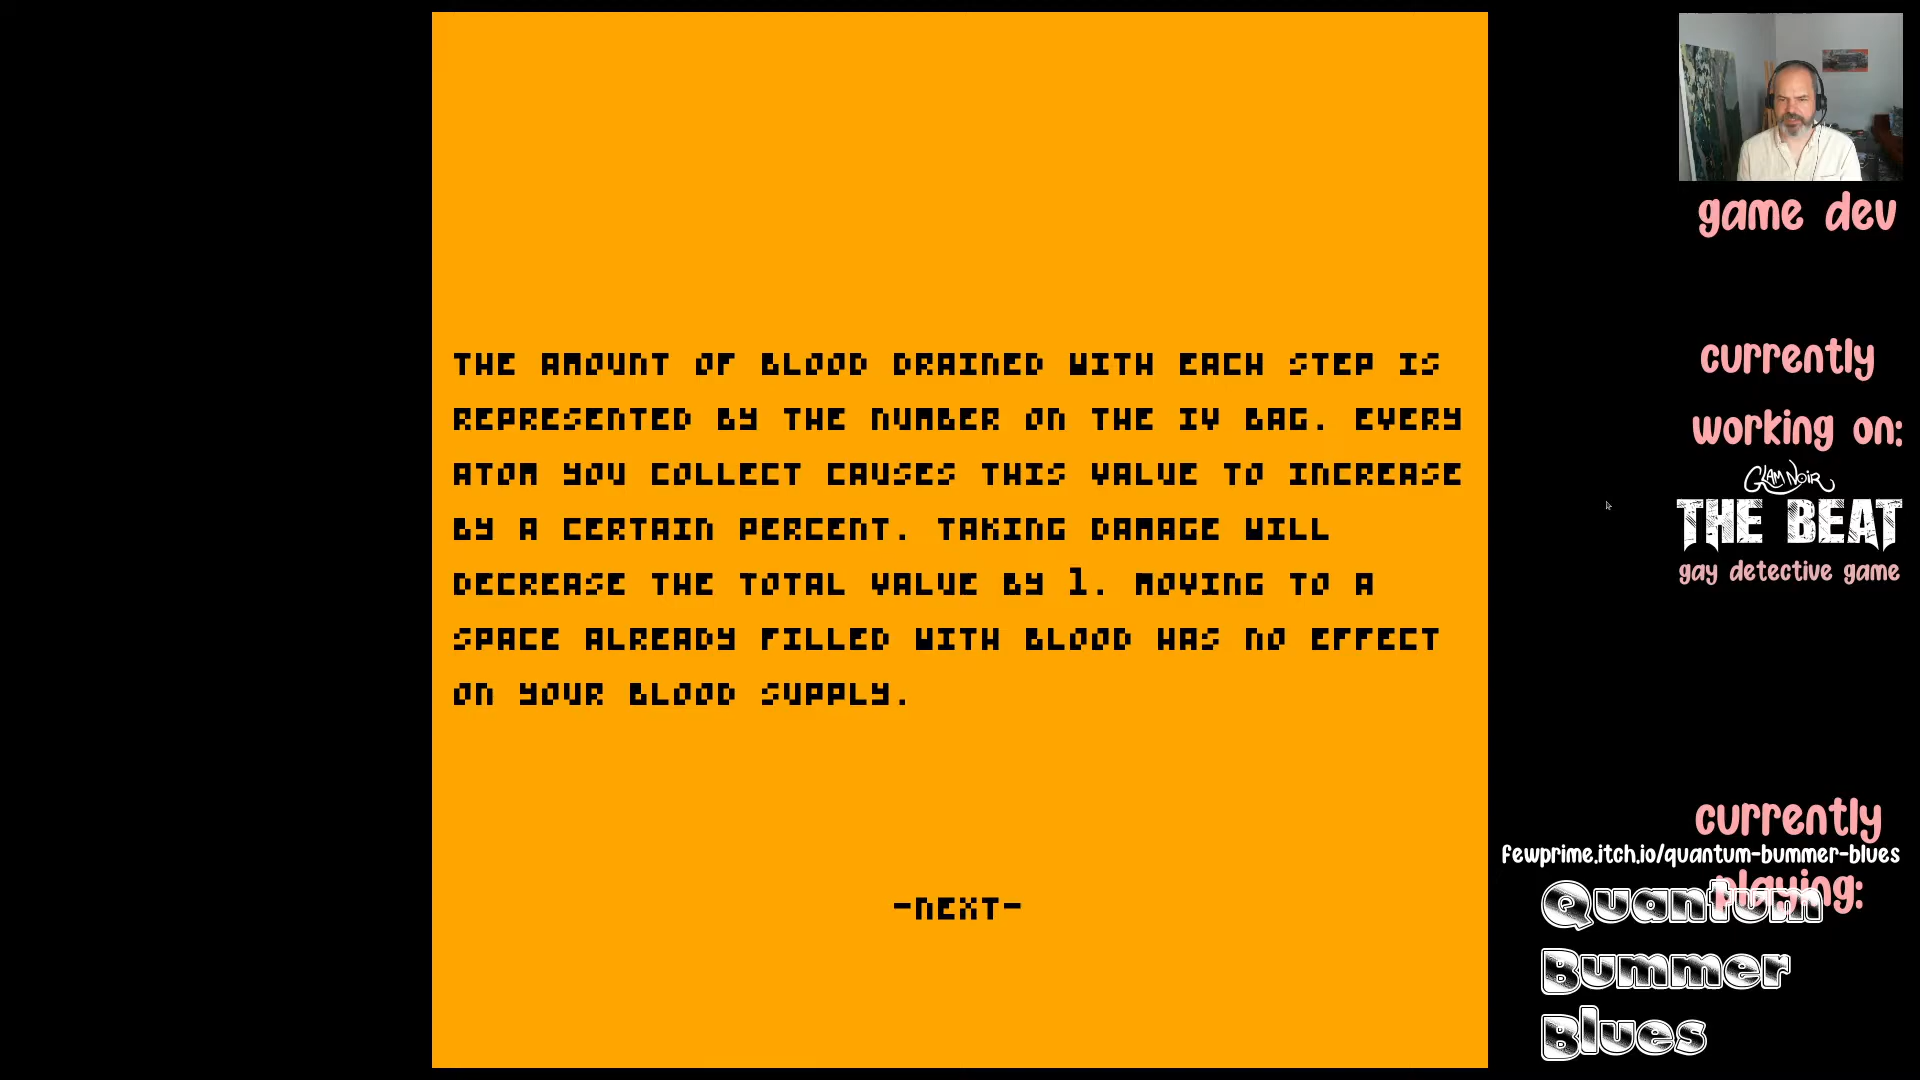 THE AMOUNT OF BLOOD DRAINED WITH EACH STEP IS
REPRESENTED BY THE NUMBER ON THE IV BAG. EVERY
ATOM YOU COLLECT CAUSES THIS VALUE TO INCREASE
BY A CERTAIN PERCENT. TAKING DAMAGE WILL
DECREASE THE TOTAL VALUE BY 1. MOVING TO A
SPACE ALREADY FILLED WITH BLOOD HAS NO EFFECT
ON YOUR BLOOD SUPPLY.
-NEXT-
game dev
currently
working on:
GLAM NOIR
THE BEAT
gay detective game
currently
fewprime.itch.io/quantum-bummer-blues
playing:
Quantum
Bummer
Blues